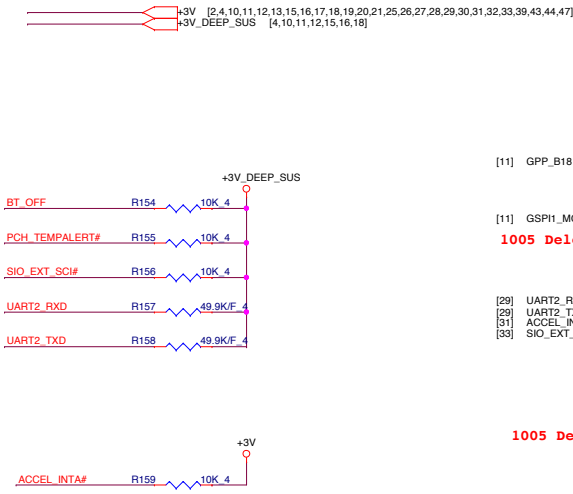 +3V [2,4,10,11,12,13,15,16,17,18,19,20,21,25,26,27,28,29,30,31,32,33,39,43,44,47]
+3V_DEEP_SUS [4,10,11,12,15,16,18]
[11] GPP_B18
+3V_DEEP_SUS
BT_OFF R154 10K_4
[11] GSPI1_MO
PCH_TEMPALERT# R155 10K_4
1005 Del
SIO_EXT_SCI# R156 10K_4
[29] UART2_R
UART2_RXD R157 49.9K/F_4
[29] UART2_T
[31] ACCEL_IN
[33] SIO_EXT_
UART2_TXD R158 49.9K/F_4
1005 De
+3V
ACCEL_INTA# R159 10K_4